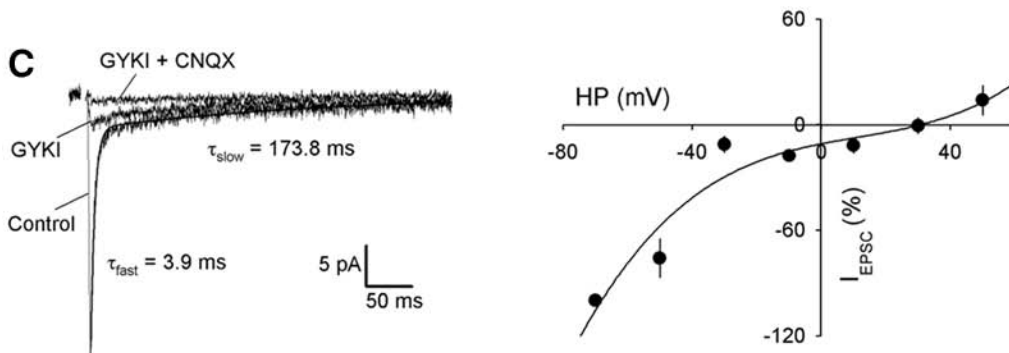 C
GYKI + CNQX
GYKI
τslow = 173.8 ms
Control
τfast = 3.9 ms
5 pA
50 ms
60
HP (mV)
0
-80
-40
0
40
-60
IEPSC (%)
-120